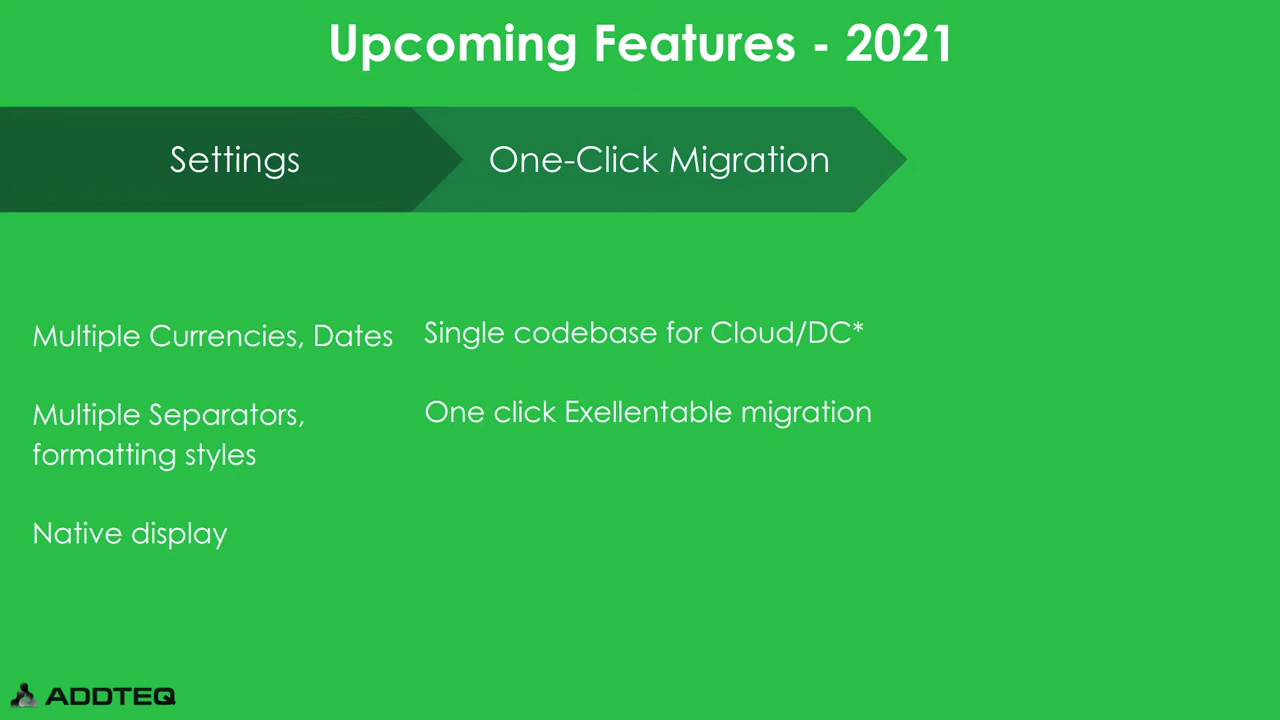 Upcoming Features - 2021
Settings
One-Click Migration
Multiple Currencies, Dates
Multiple Separators,
formatting styles
Native display
Single codebase for Cloud/DC*
One click Exellentable migration
ADDTEQ